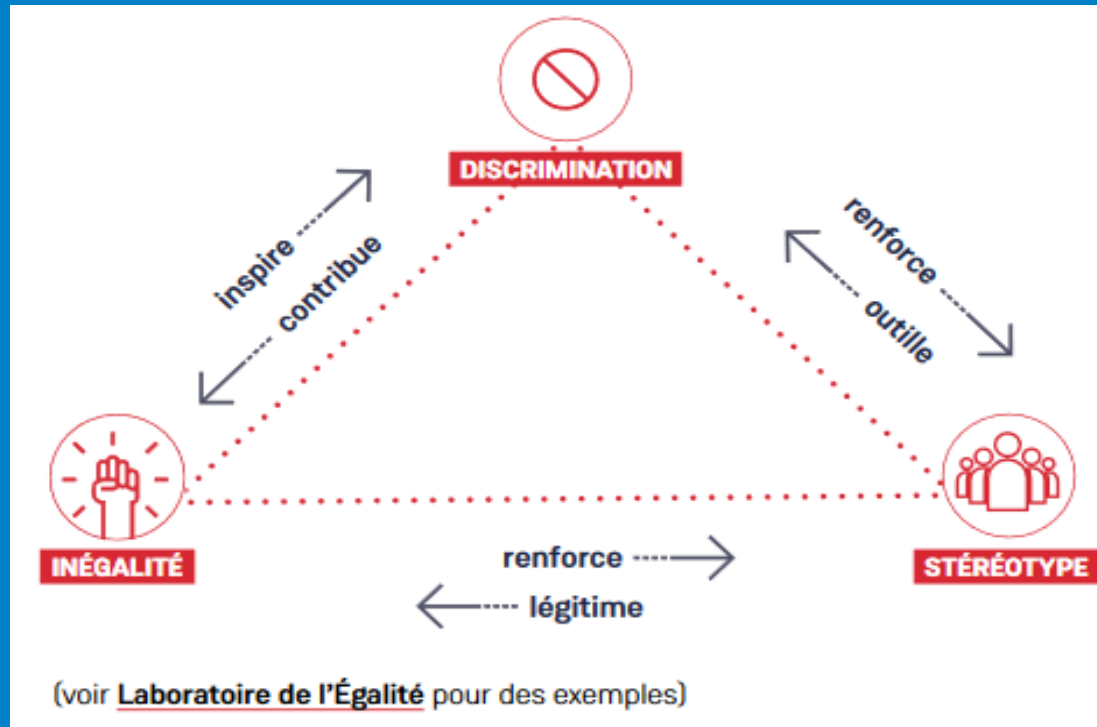 DISCRIMINATION
inspire
contribue
renforce
outille
INÉGALITÉ
STÉRÉOTYPE
renforce
légitime
(voir Laboratoire de l'Égalité pour des exemples)